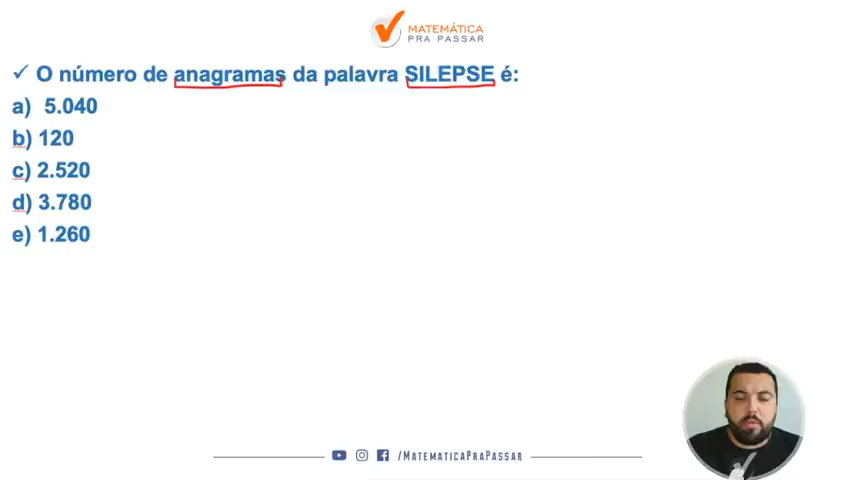 MATEMÁTICA
PRA PASSAR
✓ O número de anagramas da palavra SILEPSE é:
a) 5.040
b) 120
c) 2.520
d) 3.780
e) 1.260
/MatematicaPraPassar